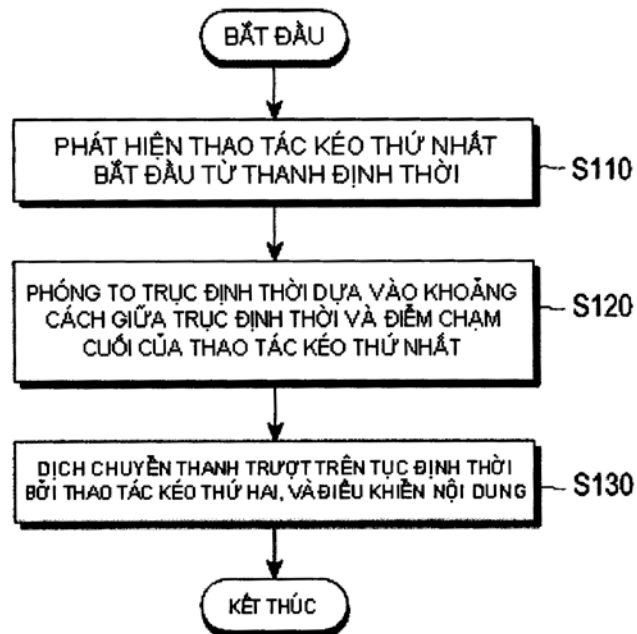 BẮT ĐẦU
PHÁT HIỆN THAO TÁC KÉO THỨ NHẤT
BẮT ĐẦU TỪ THANH ĐỊNH THỜI
S110
PHÓNG TO TRỤC ĐỊNH THỜI DỰA VÀO KHOẢNG
CÁCH GIỮA TRỤC ĐỊNH THỜI VÀ ĐIỂM CHẠM
CUỐI CỦA THAO TÁC KÉO THỨ NHẤT
S120
DỊCH CHUYỂN THANH TRƯỢT TRÊN TỤC ĐỊNH THỜI
BỞI THAO TÁC KÉO THỨ HAI, VÀ ĐIỀU KHIỂN NỘI DUNG
S130
KẾT THÚC